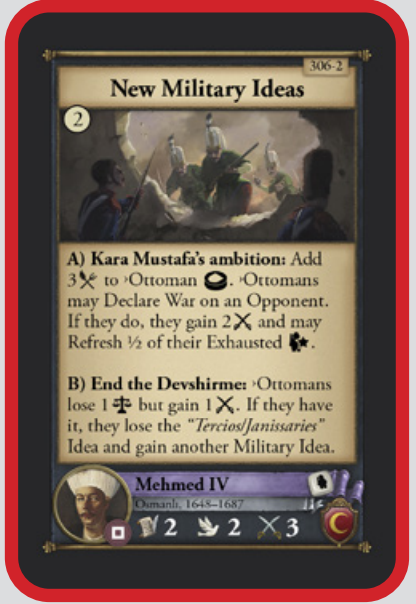 306-2
New Military Ideas
2
A) Kara Mustafa's ambition: Add
3 to ›Ottoman . ›Ottomans
may Declare War on an Opponent.
If they do, they gain 2 and may
Refresh ½ of their Exhausted .
B) End the Devshirme: ›Ottomans
lose 1 but gain 1 . If they have
it, they lose the "Tercios/Janissaries"
Idea and gain another Military Idea.
Mehmed IV
Osmanlı, 1648–1687
2 2 3